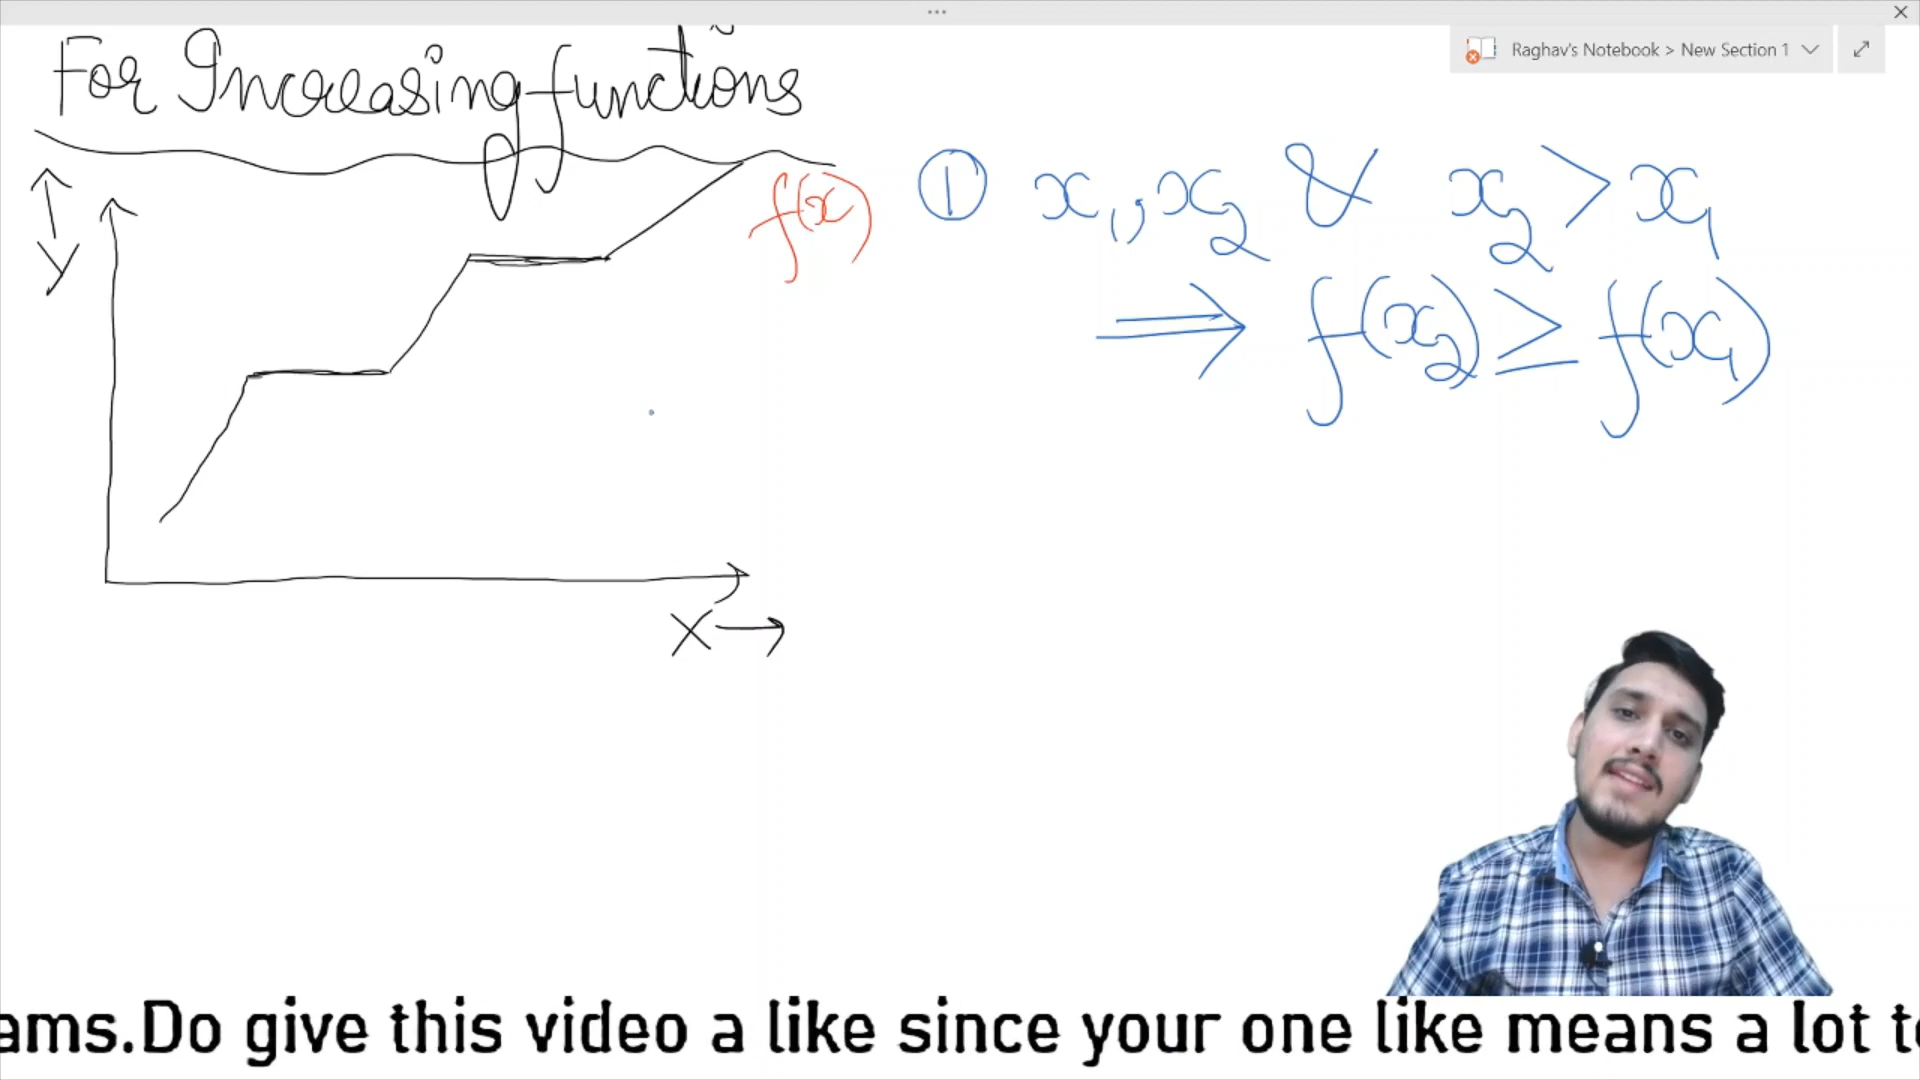 Raghav's Notebook > New Section 1
For Increasing functions
Y
f(x)
X
① x₁, x₂ & x₂ > x₁
⇒ f(x₂) ≥ f(x₁)
ams.Do give this video a like since your one like means a lot t